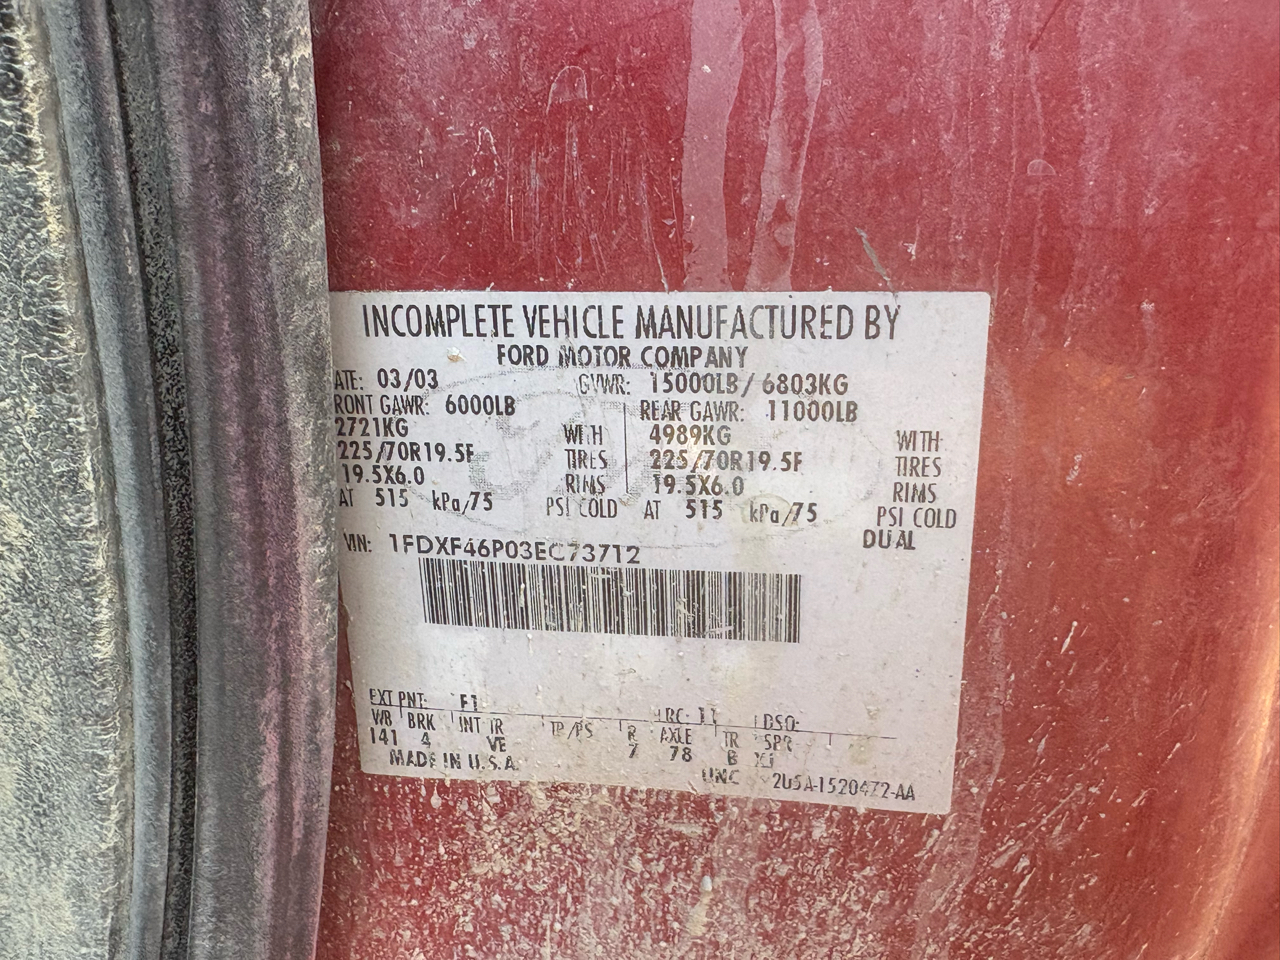 INCOMPLETE VEHICLE MANUFACTURED BY
FORD MOTOR COMPANY
ATE: 03/03 GVWR: 15000LB/ 6803KG
RONT GAWR: 6000LB REAR GAWR: 11000LB
2721KG WITH 4989KG WITH
225/70R19.5F TIRES 225/70R19.5F TIRES
19.5X6.0 RIMS 19.5X6.0 RIMS
AT 515 kPa/75 PSI COLD AT 515 kPa/75 PSI COLD
DUAL
VIN: 1FDXF46P03EC73712
EXT PNT: F1 RC: 11 DSO:
WB BRK INT TR TP/PS R AXLE TR SPR
141 4 VE 7 78 B
MADE IN U.S.A. UNC 2U5A-1520472-AA